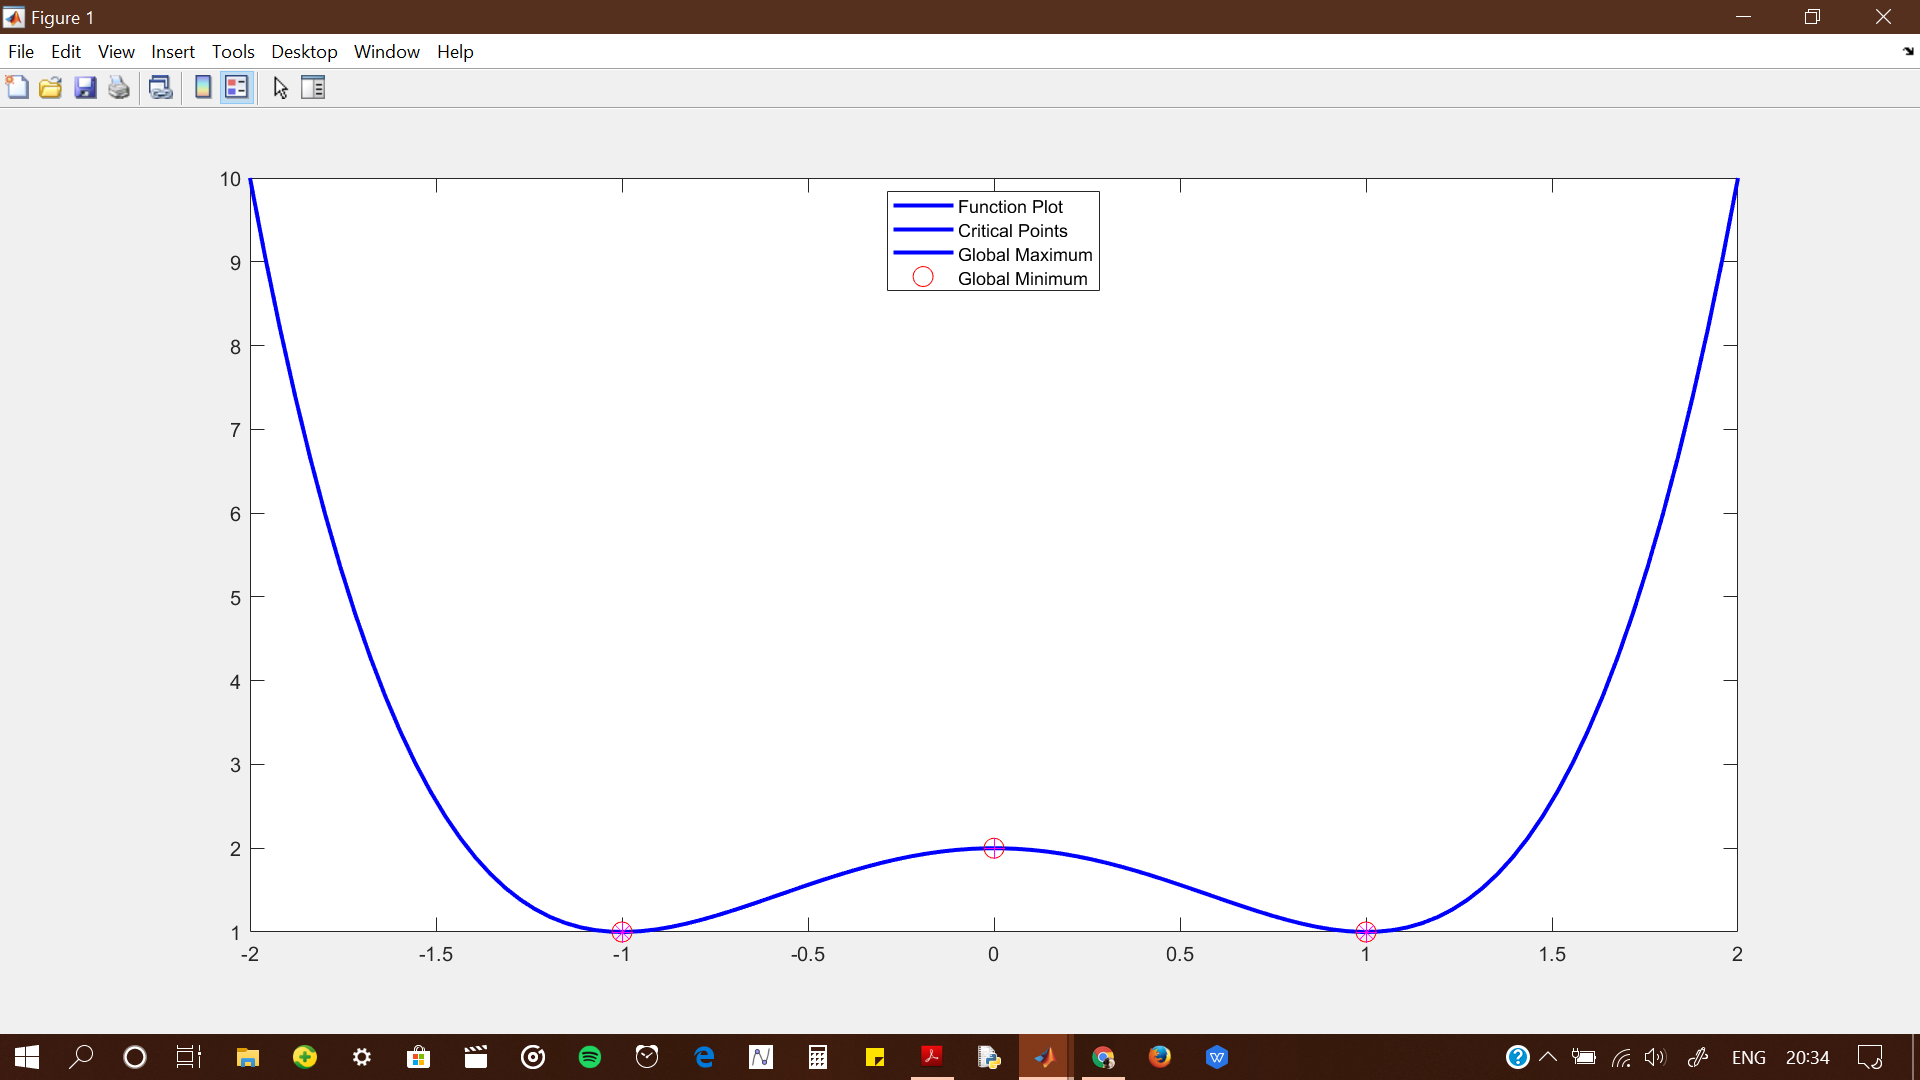 Figure 1
File Edit View Insert Tools Desktop Window Help
10
9
8
7
6
5
4
3
2
1
Function Plot
Critical Points
Global Maximum
Global Minimum
-2 -1.5 -1 -0.5 0 0.5 1 1.5 2
ENG 20:34